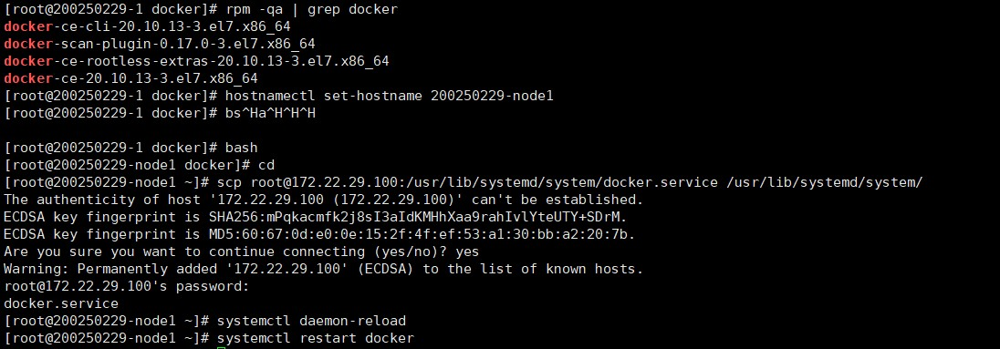 [root@200250229-1 docker]# rpm -qa | grep docker
docker-ce-cli-20.10.13-3.el7.x86_64
docker-scan-plugin-0.17.0-3.el7.x86_64
docker-ce-rootless-extras-20.10.13-3.el7.x86_64
docker-ce-20.10.13-3.el7.x86_64
[root@200250229-1 docker]# hostnamectl set-hostname 200250229-node1
[root@200250229-1 docker]# bs^Ha^H^H^H
[root@200250229-1 docker]# bash
[root@200250229-node1 docker]# cd
[root@200250229-node1 ~]# scp root@172.22.29.100:/usr/lib/systemd/system/docker.service /usr/lib/systemd/system/
The authenticity of host '172.22.29.100 (172.22.29.100)' can't be established.
ECDSA key fingerprint is SHA256:mPqkacmfk2j8sI3aIdKMHhXaa9rahIvlYteUTY+SDrM.
ECDSA key fingerprint is MD5:60:67:0d:e0:0e:15:2f:4f:ef:53:a1:30:bb:a2:20:7b.
Are you sure you want to continue connecting (yes/no)? yes
Warning: Permanently added '172.22.29.100' (ECDSA) to the list of known hosts.
root@172.22.29.100's password:
docker.service
[root@200250229-node1 ~]# systemctl daemon-reload
[root@200250229-node1 ~]# systemctl restart docker